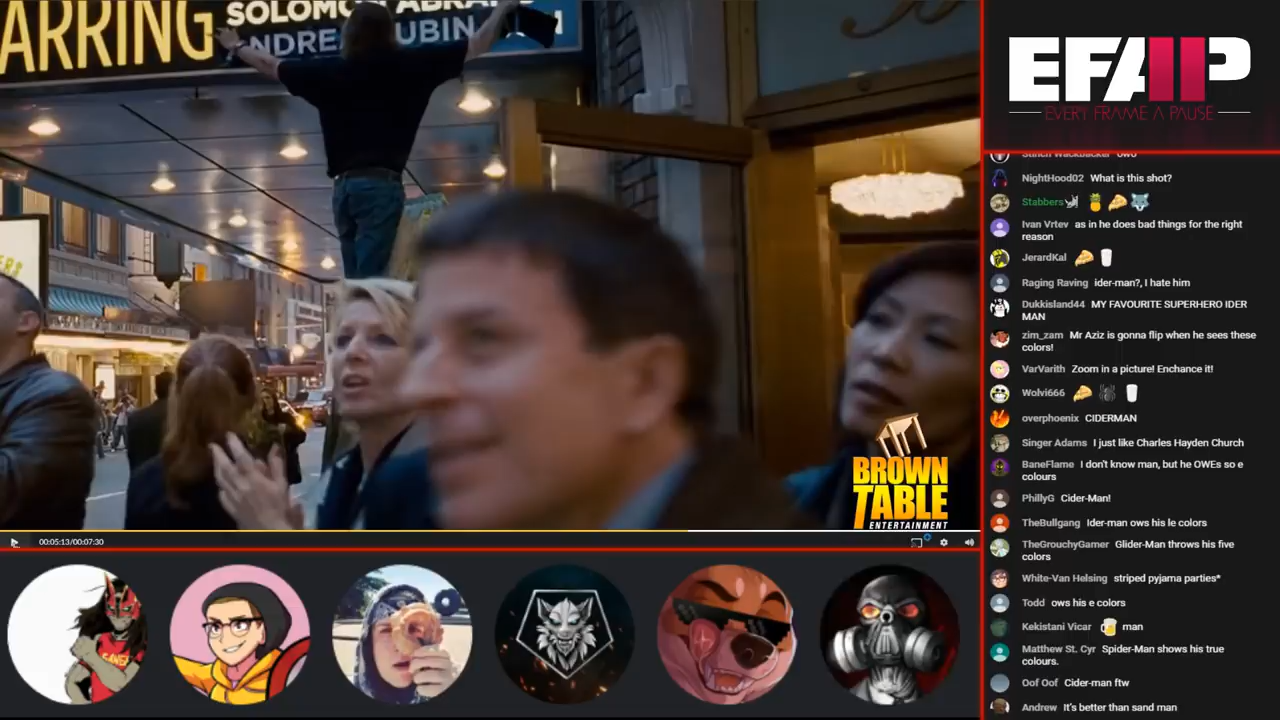 ARRING
SOLOMON ABRA
NDREA UBIN
ERS
BROWN
TABLE
ENTERTAINMENT
00:05:13/00:07:30
EFAP
EVERY FRAME A PAUSE
Stitch Wackbacker owo
NightHood02 What is this shot?
Stabbers
Ivan Vrtev as in he does bad things for the right
reason
JerardKal
Raging Raving ider-man?, I hate him
Dukkisland44 MY FAVOURITE SUPERHERO IDER
MAN
zim_zam Mr Aziz is gonna flip when he sees these
colors!
VarVarith Zoom in a picture! Enchance it!
Wolvi666
overphoenix CIDERMAN
Singer Adams I just like Charles Hayden Church
BaneFlame I don't know man, but he OWEs so e
colours
PhillyG Cider-Man!
TheBullgang Ider-man ows his le colors
TheGrouchyGamer Glider-Man throws his five
colors
White-Van Helsing striped pyjama parties*
Todd ows his e colors
Kekistani Vicar man
Matthew St. Cyr Spider-Man shows his true
colours.
Oof Oof Cider-man ftw
Andrew It's better than sand man